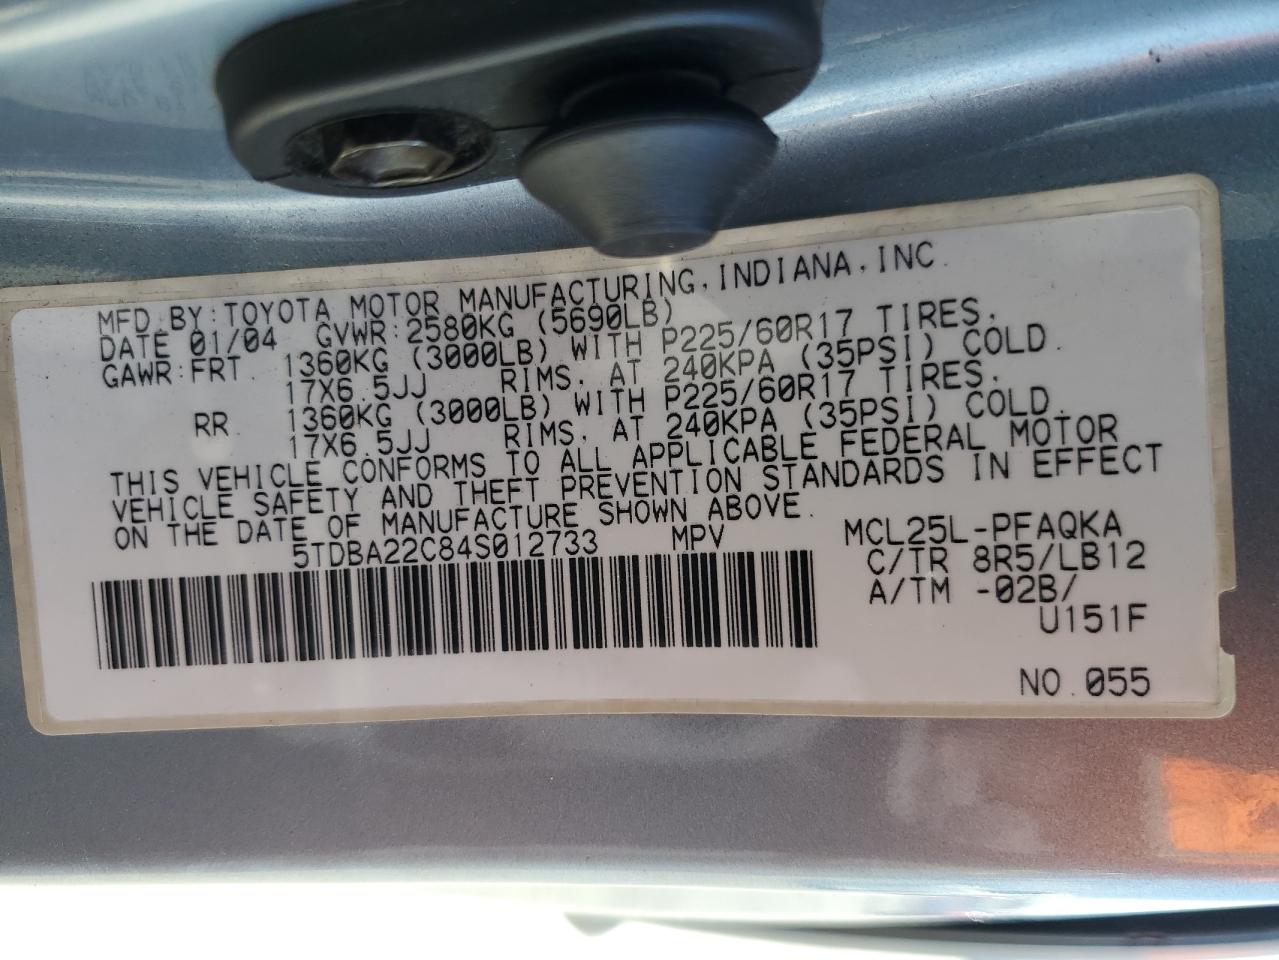 MFD.BY:TOYOTA MOTOR MANUFACTURING,INDIANA,INC.
DATE 01/04 GVWR:2580KG (5690LB)
GAWR:FRT. 1360KG (3000LB) WITH P225/60R17 TIRES,
17X6.5JJ RIMS, AT 240KPA (35PSI) COLD.
RR. 1360KG (3000LB) WITH P225/60R17 TIRES,
17X6.5JJ RIMS, AT 240KPA (35PSI) COLD.
THIS VEHICLE CONFORMS TO ALL APPLICABLE FEDERAL MOTOR
VEHICLE SAFETY AND THEFT PREVENTION STANDARDS IN EFFECT
ON THE DATE OF MANUFACTURE SHOWN ABOVE.
5TDBA22C84S012733 MPV MCL25L-PFAQKA
C/TR 8R5/LB12
A/TM -02B/
U151F
NO.055